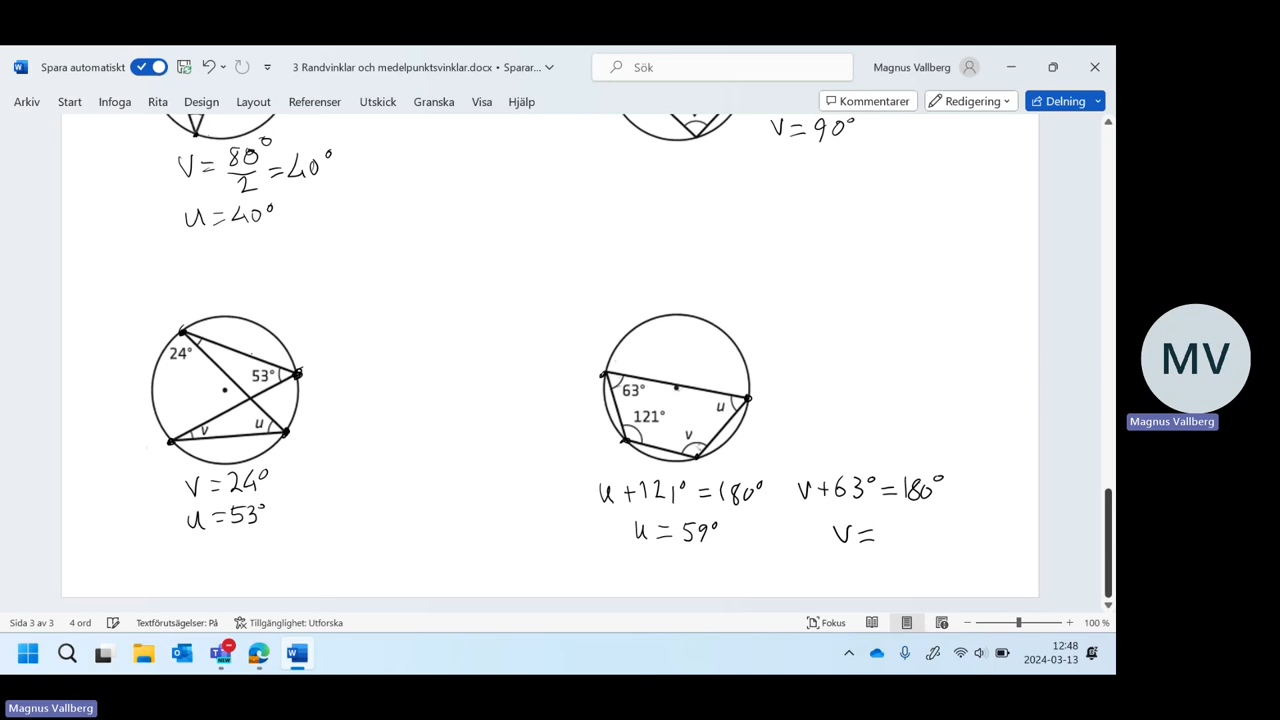 Spara automatiskt
3 Randvinklar och medelpunktsvinklar.docx • Sparar...
Sök
Magnus Vallberg
Arkiv Start Infoga Rita Design Layout Referenser Utskick Granska Visa Hjälp
Kommentarer Redigering Delning
v = 80°/2 = 40°
u = 40°
v = 90°
24°
53°
v
u
v = 24°
u = 53°
63°
121°
u
v
u + 121° = 180°
u = 59°
v + 63° = 180°
v =
MV
Magnus Vallberg
Sida 3 av 3 4 ord Textförutsägelser: På Tillgänglighet: Utforska
Fokus 100 %
NEW
12:48
2024-03-13
Magnus Vallberg